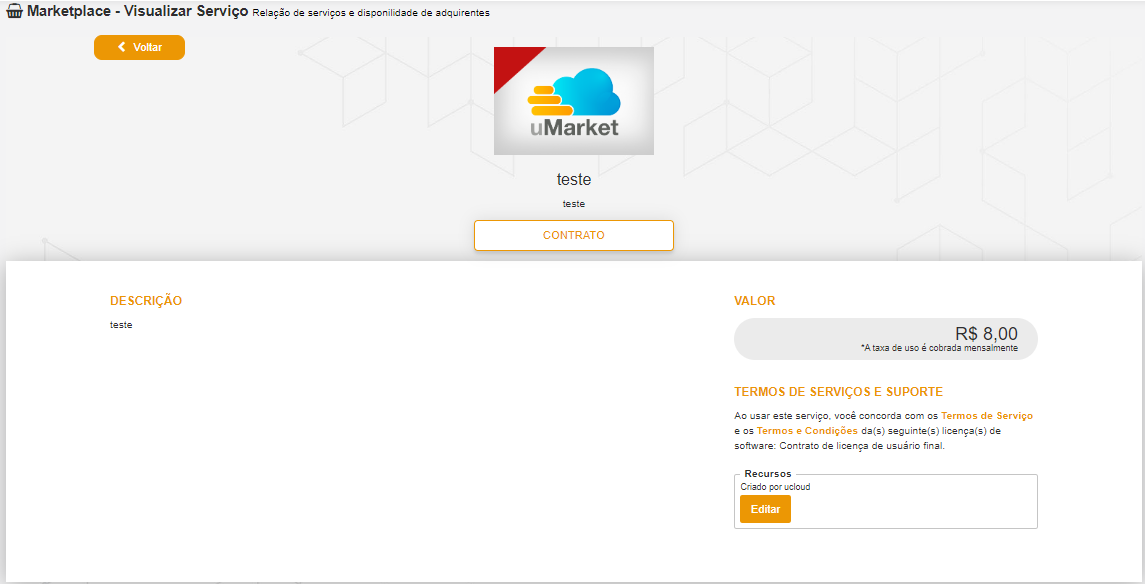 Marketplace - Visualizar Serviço Relação de serviços e disponilidade de adquirentes
Voltar
uMarket
teste
teste
CONTRATO
DESCRIÇÃO
teste
VALOR
R$ 8,00
*A taxa de uso é cobrada mensalmente
TERMOS DE SERVIÇOS E SUPORTE
Ao usar este serviço, você concorda com os Termos de Serviço
e os Termos e Condições da(s) seguinte(s) licença(s) de
software: Contrato de licença de usuário final.
Recursos
Criado por ucloud
Editar